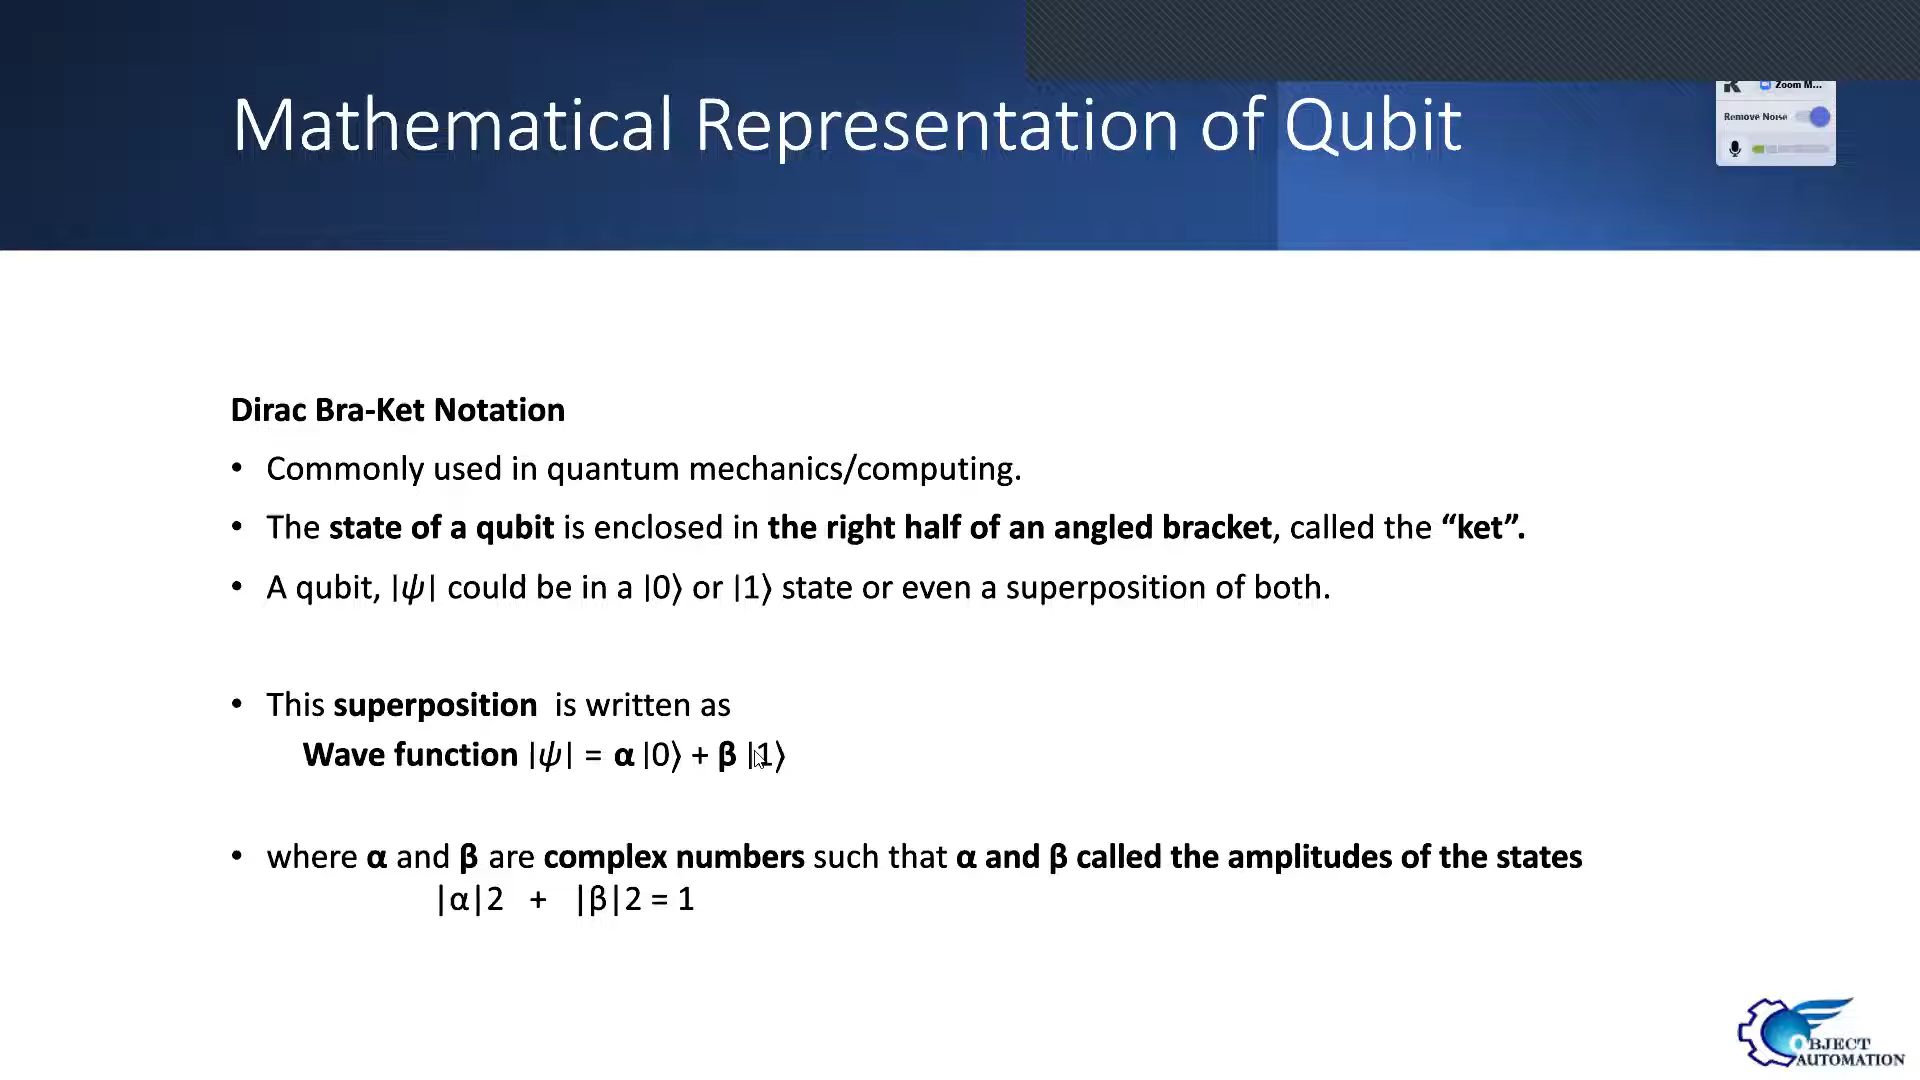 Zoom M...
Mathematical Representation of Qubit
Remove Noise
Dirac Bra-Ket Notation
• Commonly used in quantum mechanics/computing.
• The state of a qubit is enclosed in the right half of an angled bracket, called the “ket”.
• A qubit, |ψ| could be in a |0⟩ or |1⟩ state or even a superposition of both.
• This superposition is written as
Wave function |ψ| = α |0⟩ + β |1⟩
• where α and β are complex numbers such that α and β called the amplitudes of the states
|α|2 + |β|2 = 1
OBJECT
AUTOMATION